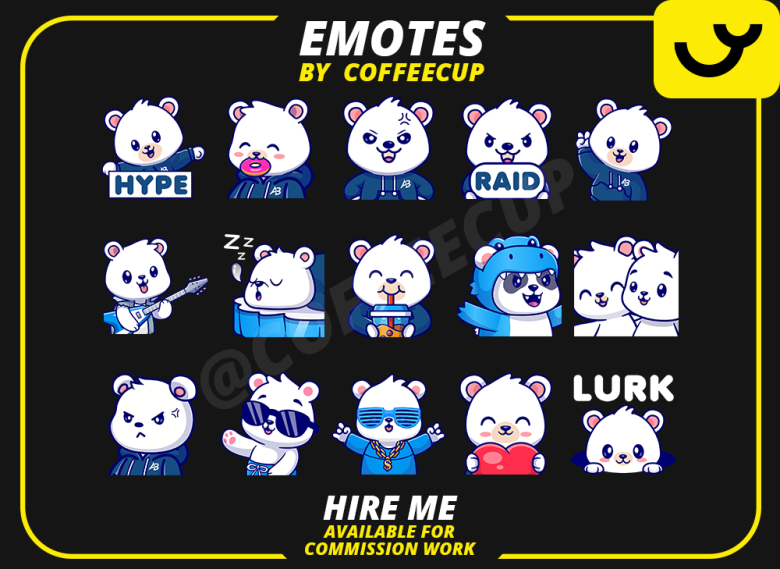 EMOTES
BY COFFEECUP
HYPE
RAID
Z Z
Z
@COFFEECUP
LURK
HIRE ME
AVAILABLE FOR
COMMISSION WORK